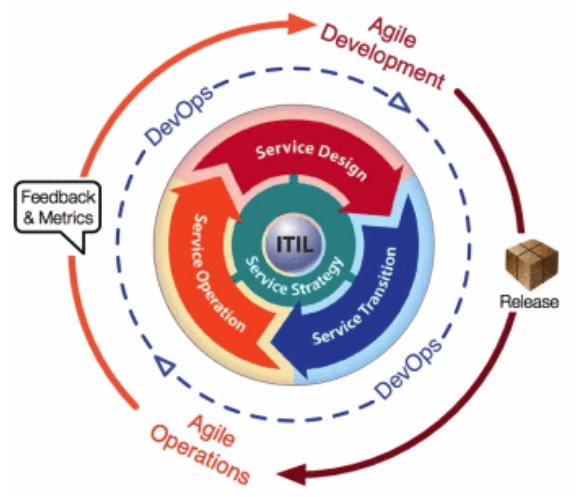 Agile
Development
DevOps
Service Design
Feedback
& Metrics
ITIL
Service Strategy
Service Operation
Service Transition
Release
DevOps
Agile
Operations